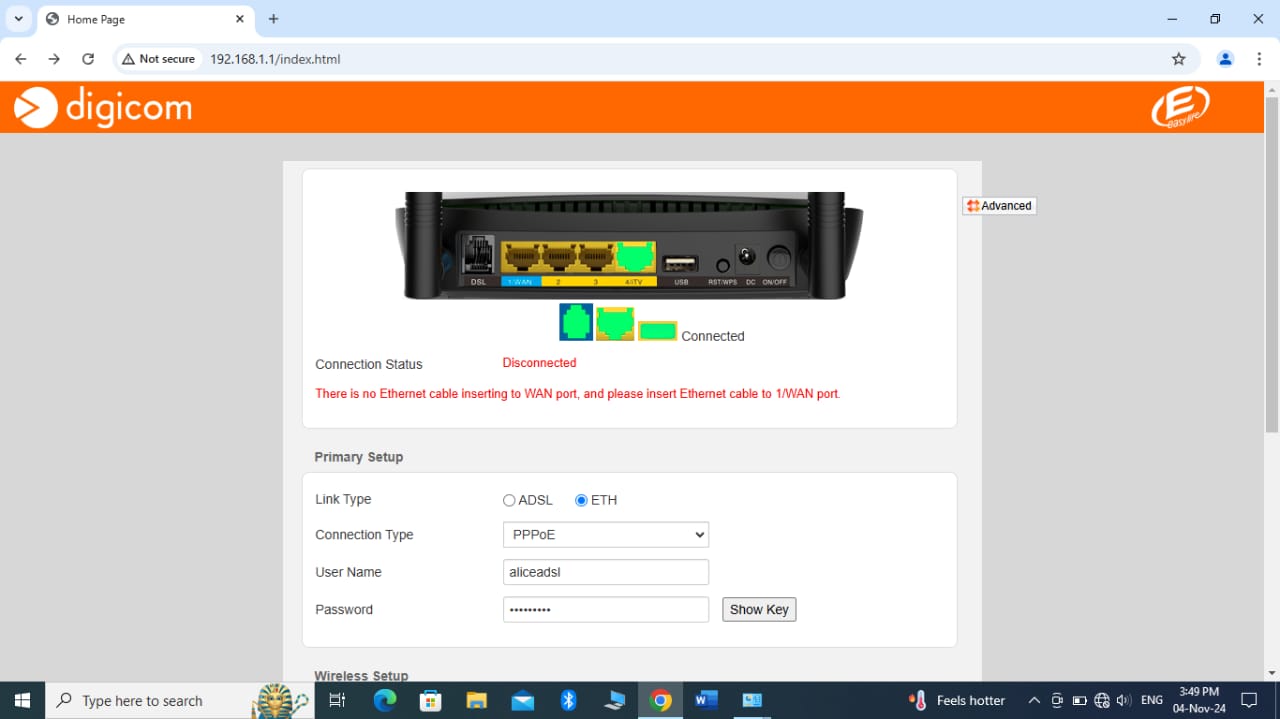 Home Page
Not secure
192.168.1.1/index.html
digicom
E easy life
Advanced
DSL 1/WAN 2 3 4/iTV USB RST/WPS DC ON/OFF
Connected
Connection Status Disconnected
There is no Ethernet cable inserting to WAN port, and please insert Ethernet cable to 1/WAN port.
Primary Setup
Link Type ADSL ETH
Connection Type PPPoE
User Name aliceadsl
Password ••••••••• Show Key
Wireless Setup
Type here to search
Feels hotter
ENG
3:49 PM
04-Nov-24